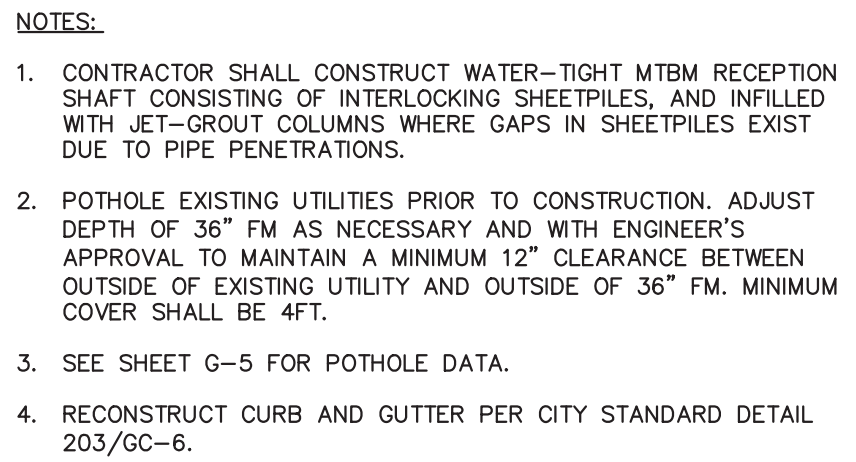 NOTES:
1. CONTRACTOR SHALL CONSTRUCT WATER–TIGHT MTBM RECEPTION
SHAFT CONSISTING OF INTERLOCKING SHEETPILES, AND INFILLED
WITH JET–GROUT COLUMNS WHERE GAPS IN SHEETPILES EXIST
DUE TO PIPE PENETRATIONS.
2. POTHOLE EXISTING UTILITIES PRIOR TO CONSTRUCTION. ADJUST
DEPTH OF 36” FM AS NECESSARY AND WITH ENGINEER’S
APPROVAL TO MAINTAIN A MINIMUM 12” CLEARANCE BETWEEN
OUTSIDE OF EXISTING UTILITY AND OUTSIDE OF 36” FM. MINIMUM
COVER SHALL BE 4FT.
3. SEE SHEET G–5 FOR POTHOLE DATA.
4. RECONSTRUCT CURB AND GUTTER PER CITY STANDARD DETAIL
203/GC–6.